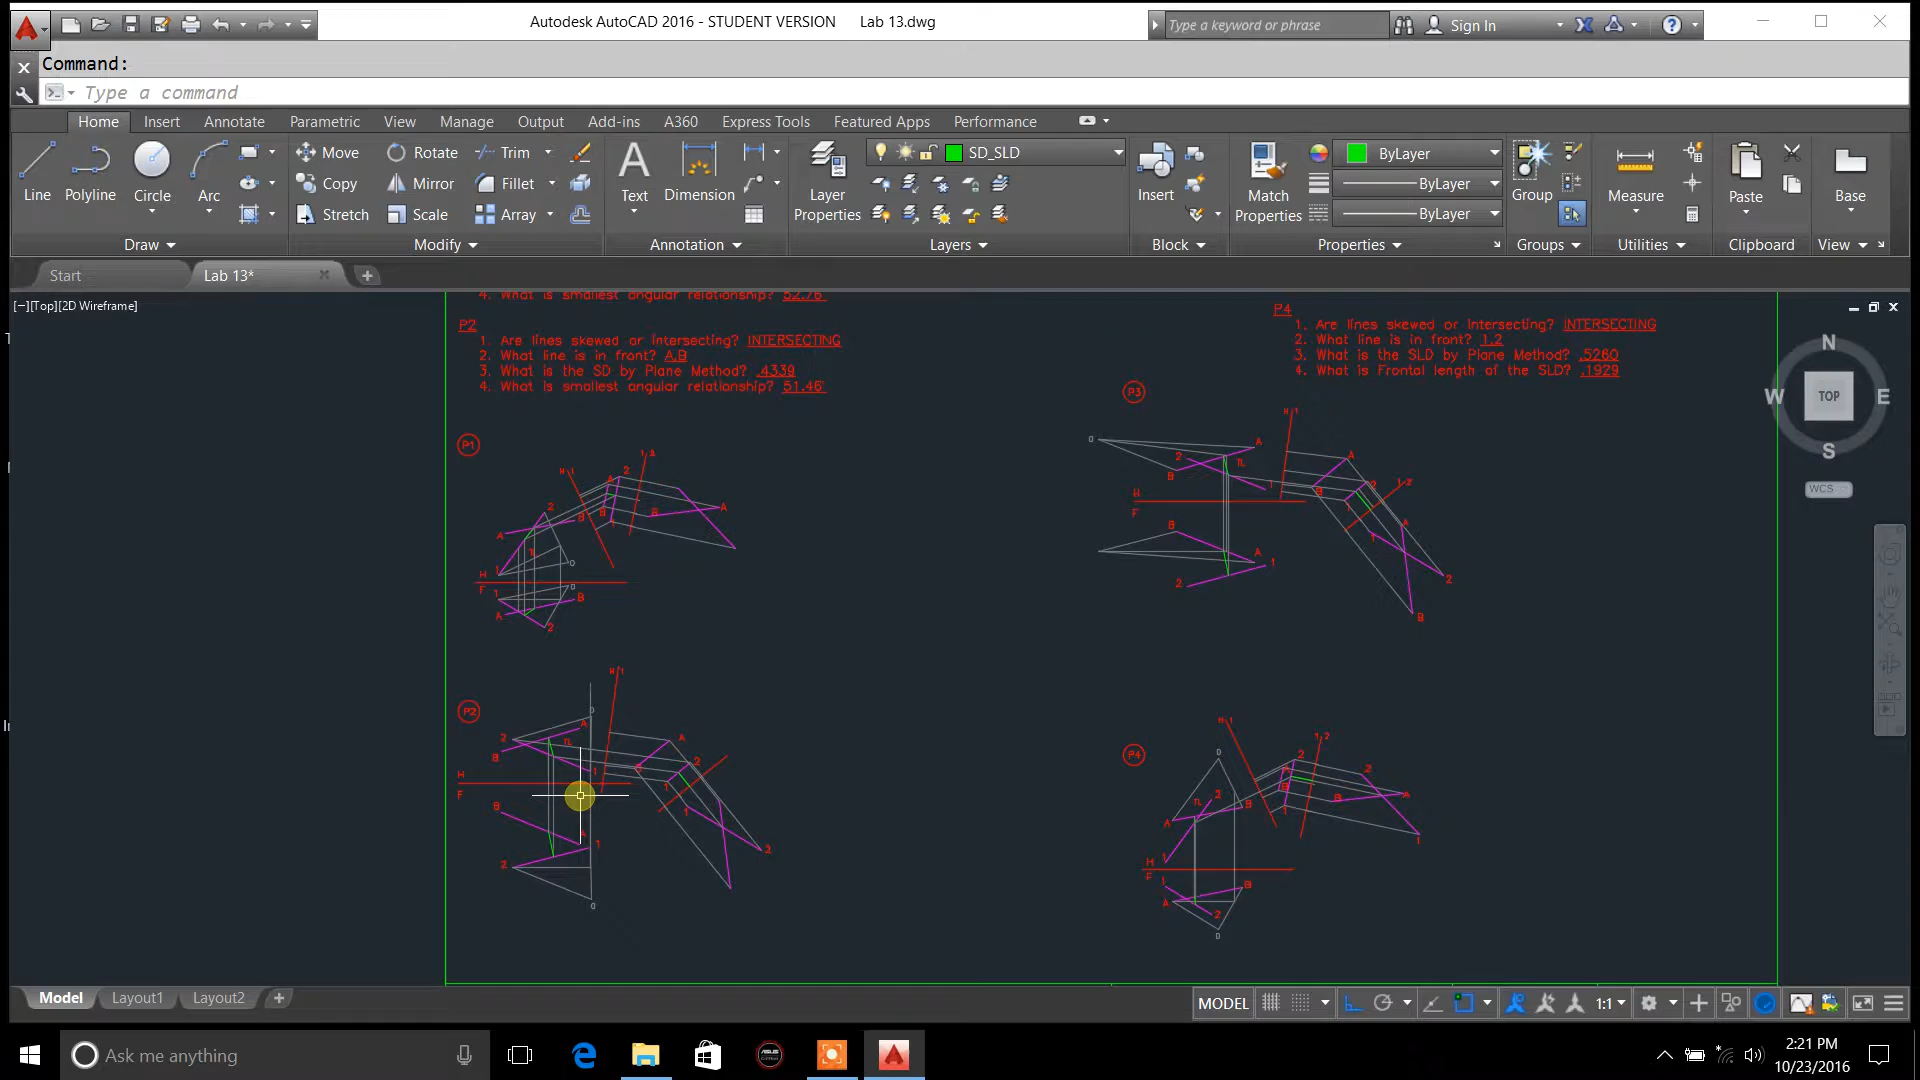 Autodesk AutoCAD 2016 - STUDENT VERSION Lab 13.dwg
Type a keyword or phrase
Sign In
Command:
Type a command
Home Insert Annotate Parametric View Manage Output Add-ins A360 Express Tools Featured Apps Performance
Line Polyline Circle Arc
Move Rotate Trim
Copy Mirror Fillet
Stretch Scale Array
Text Dimension
Layer Properties
SD_SLD
Insert
Match Properties
ByLayer
ByLayer
ByLayer
Group
Measure
Paste
Base
Draw Modify Annotation Layers Block Properties Groups Utilities Clipboard View
Start Lab 13*
[−][Top][2D Wireframe]
4. What is smallest angular relationship? 52.76°
P2
1. Are lines skewed or Intersecting? INTERSECTING
2. What line is in front? A,B
3. What is the SD by Plane Method? .4339
4. What is smallest angular relationship? 51.46°
P4
1. Are lines skewed or Intersecting? INTERSECTING
2. What line is in front? 1,2
3. What is the SLD by Plane Method? .5260
4. What is Frontal length of the SLD? .1929
N
W TOP E
S
WCS
P1
P3
P2
P4
Model Layout1 Layout2
MODEL
1:1
Ask me anything
2:21 PM
10/23/2016